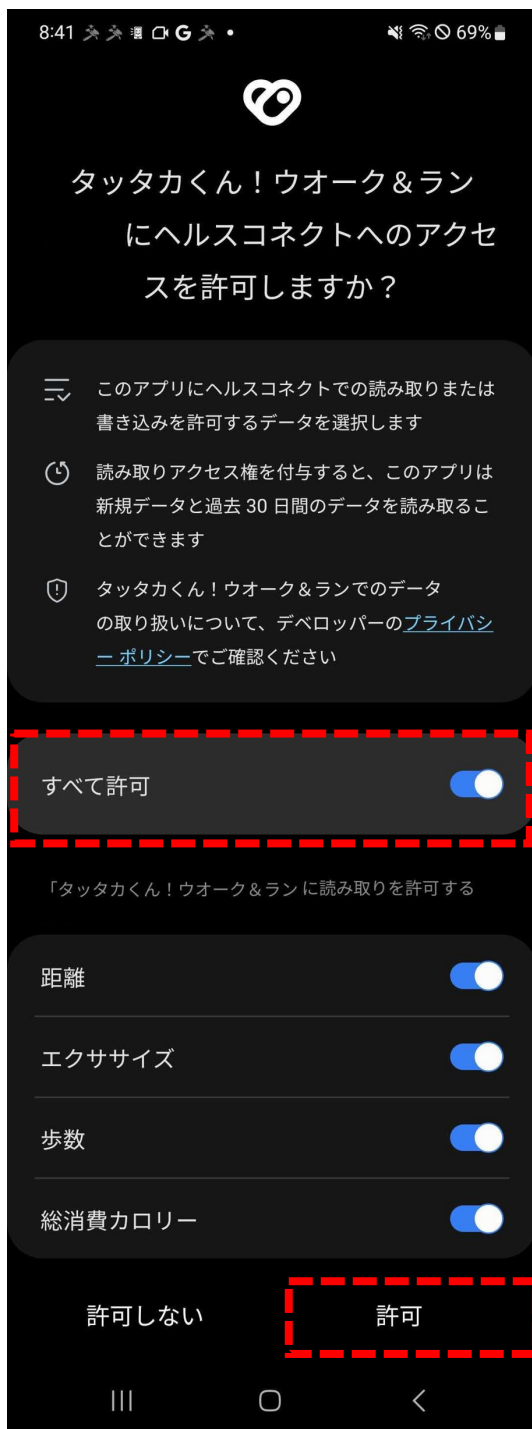 8:41 G 69%
タッタカくん！ウオーク＆ラン
にヘルスコネクトへのアクセ
スを許可しますか？
このアプリにヘルスコネクトでの読み取りまたは
書き込みを許可するデータを選択します
読み取りアクセス権を付与すると、このアプリは
新規データと過去 30 日間のデータを読み取るこ
とができます
タッタカくん！ウオーク＆ランでのデータ
の取り扱いについて、デベロッパーのプライバシ
ー ポリシーでご確認ください
すべて許可
「タッタカくん！ウオーク＆ラン に読み取りを許可する
距離
エクササイズ
歩数
総消費カロリー
許可しない 許可